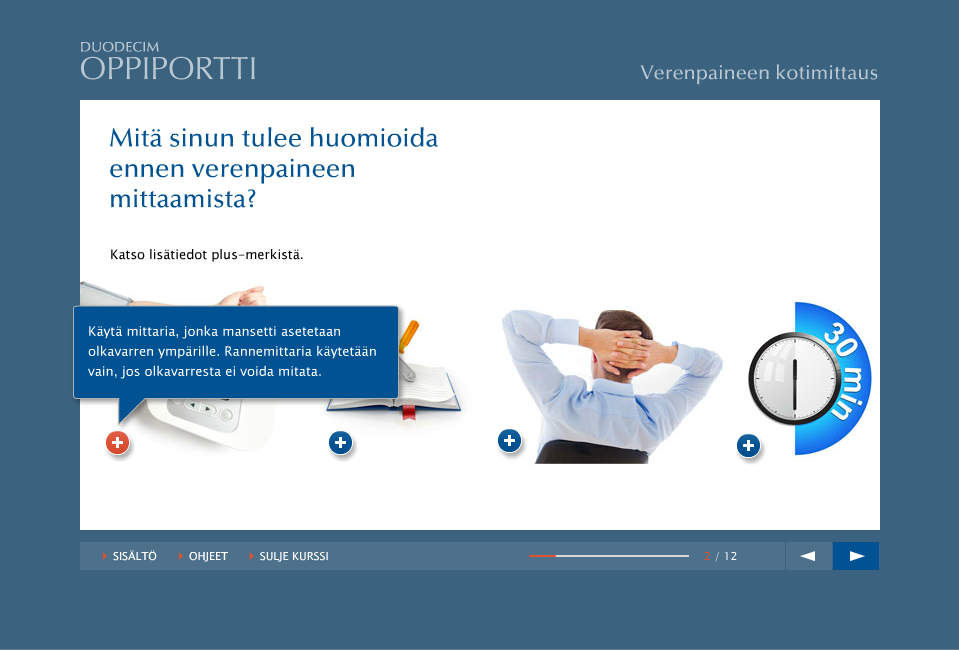 DUODECIM
OPPIPORTTI
Verenpaineen kotimittaus
Mitä sinun tulee huomioida
ennen verenpaineen
mittaamista?
Katso lisätiedot plus-merkistä.
Käytä mittaria, jonka mansetti asetetaan
olkavarren ympärille. Rannemittaria käytetään
vain, jos olkavarresta ei voida mitata.
30 min
SISÄLTÖ
OHJEET
SULJE KURSSI
2 / 12